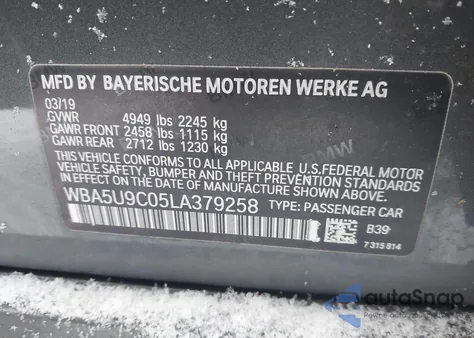 MFD BY BAYERISCHE MOTOREN WERKE AG
03/19
GVWR 4949 lbs 2245 kg
GAWR FRONT 2458 lbs 1115 kg
GAWR REAR 2712 lbs 1230 kg
THIS VEHICLE CONFORMS TO ALL APPLICABLE U.S.FEDERAL MOTOR
VEHICLE SAFETY, BUMPER AND THEFT PREVENTION STANDARDS IN
EFFECT ON THE DATE OF MANUFACTURE SHOWN ABOVE.
WBA5U9C05LA379258 TYPE: PASSENGER CAR
B39
7315814
autoSnap